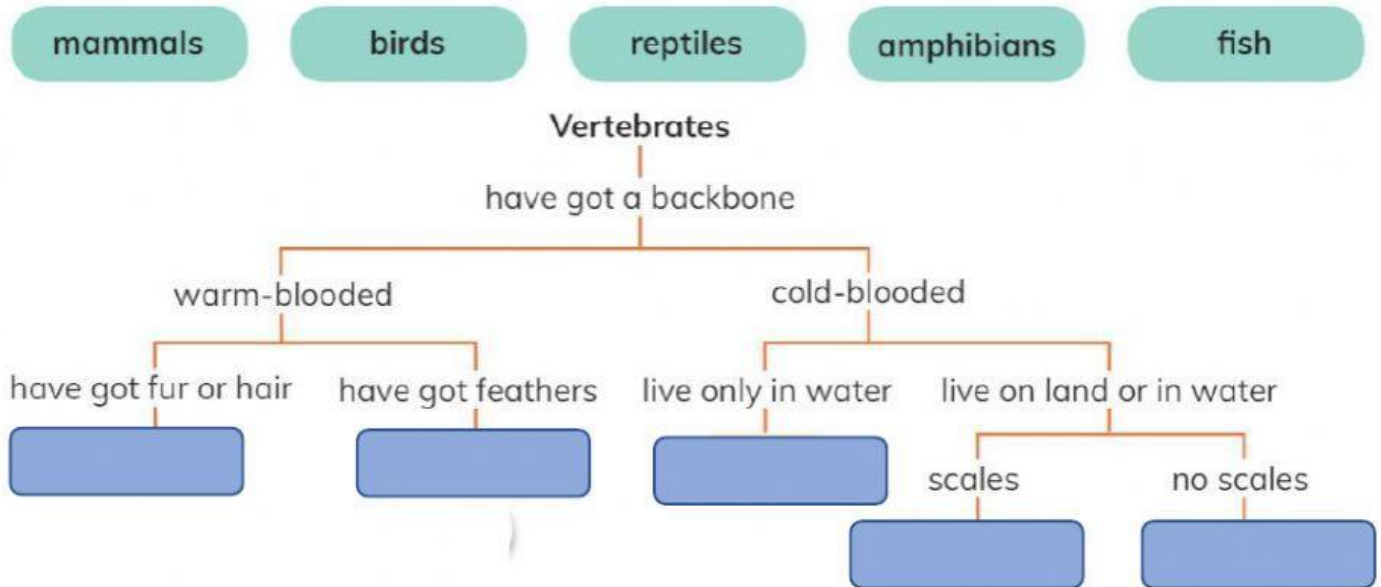 mammals birds reptiles amphibians fish
Vertebrates
have got a backbone
warm-blooded cold-blooded
have got fur or hair have got feathers live only in water live on land or in water
scales no scales